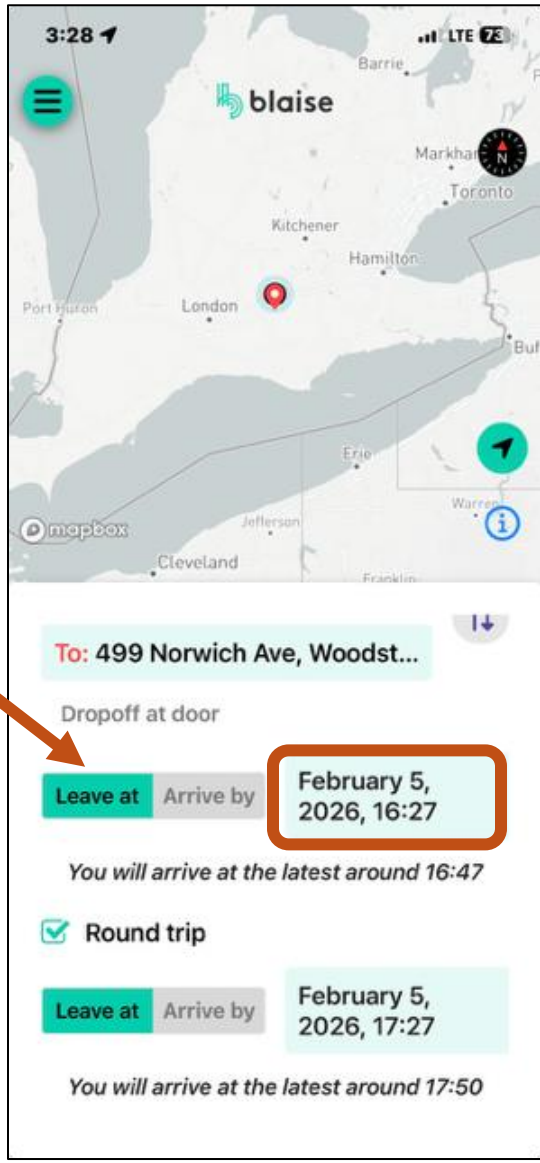 3:28
LTE 73
Barrie
blaise
Markha
N
Toronto
Kitchener
Hamilton
Port Huron
London
Buf
Erie
Warren
mapbox
Jefferson
i
Cleveland
Franklin
To: 499 Norwich Ave, Woodst...
Dropoff at door
Leave at Arrive by
February 5,
2026, 16:27
You will arrive at the latest around 16:47
Round trip
Leave at Arrive by
February 5,
2026, 17:27
You will arrive at the latest around 17:50